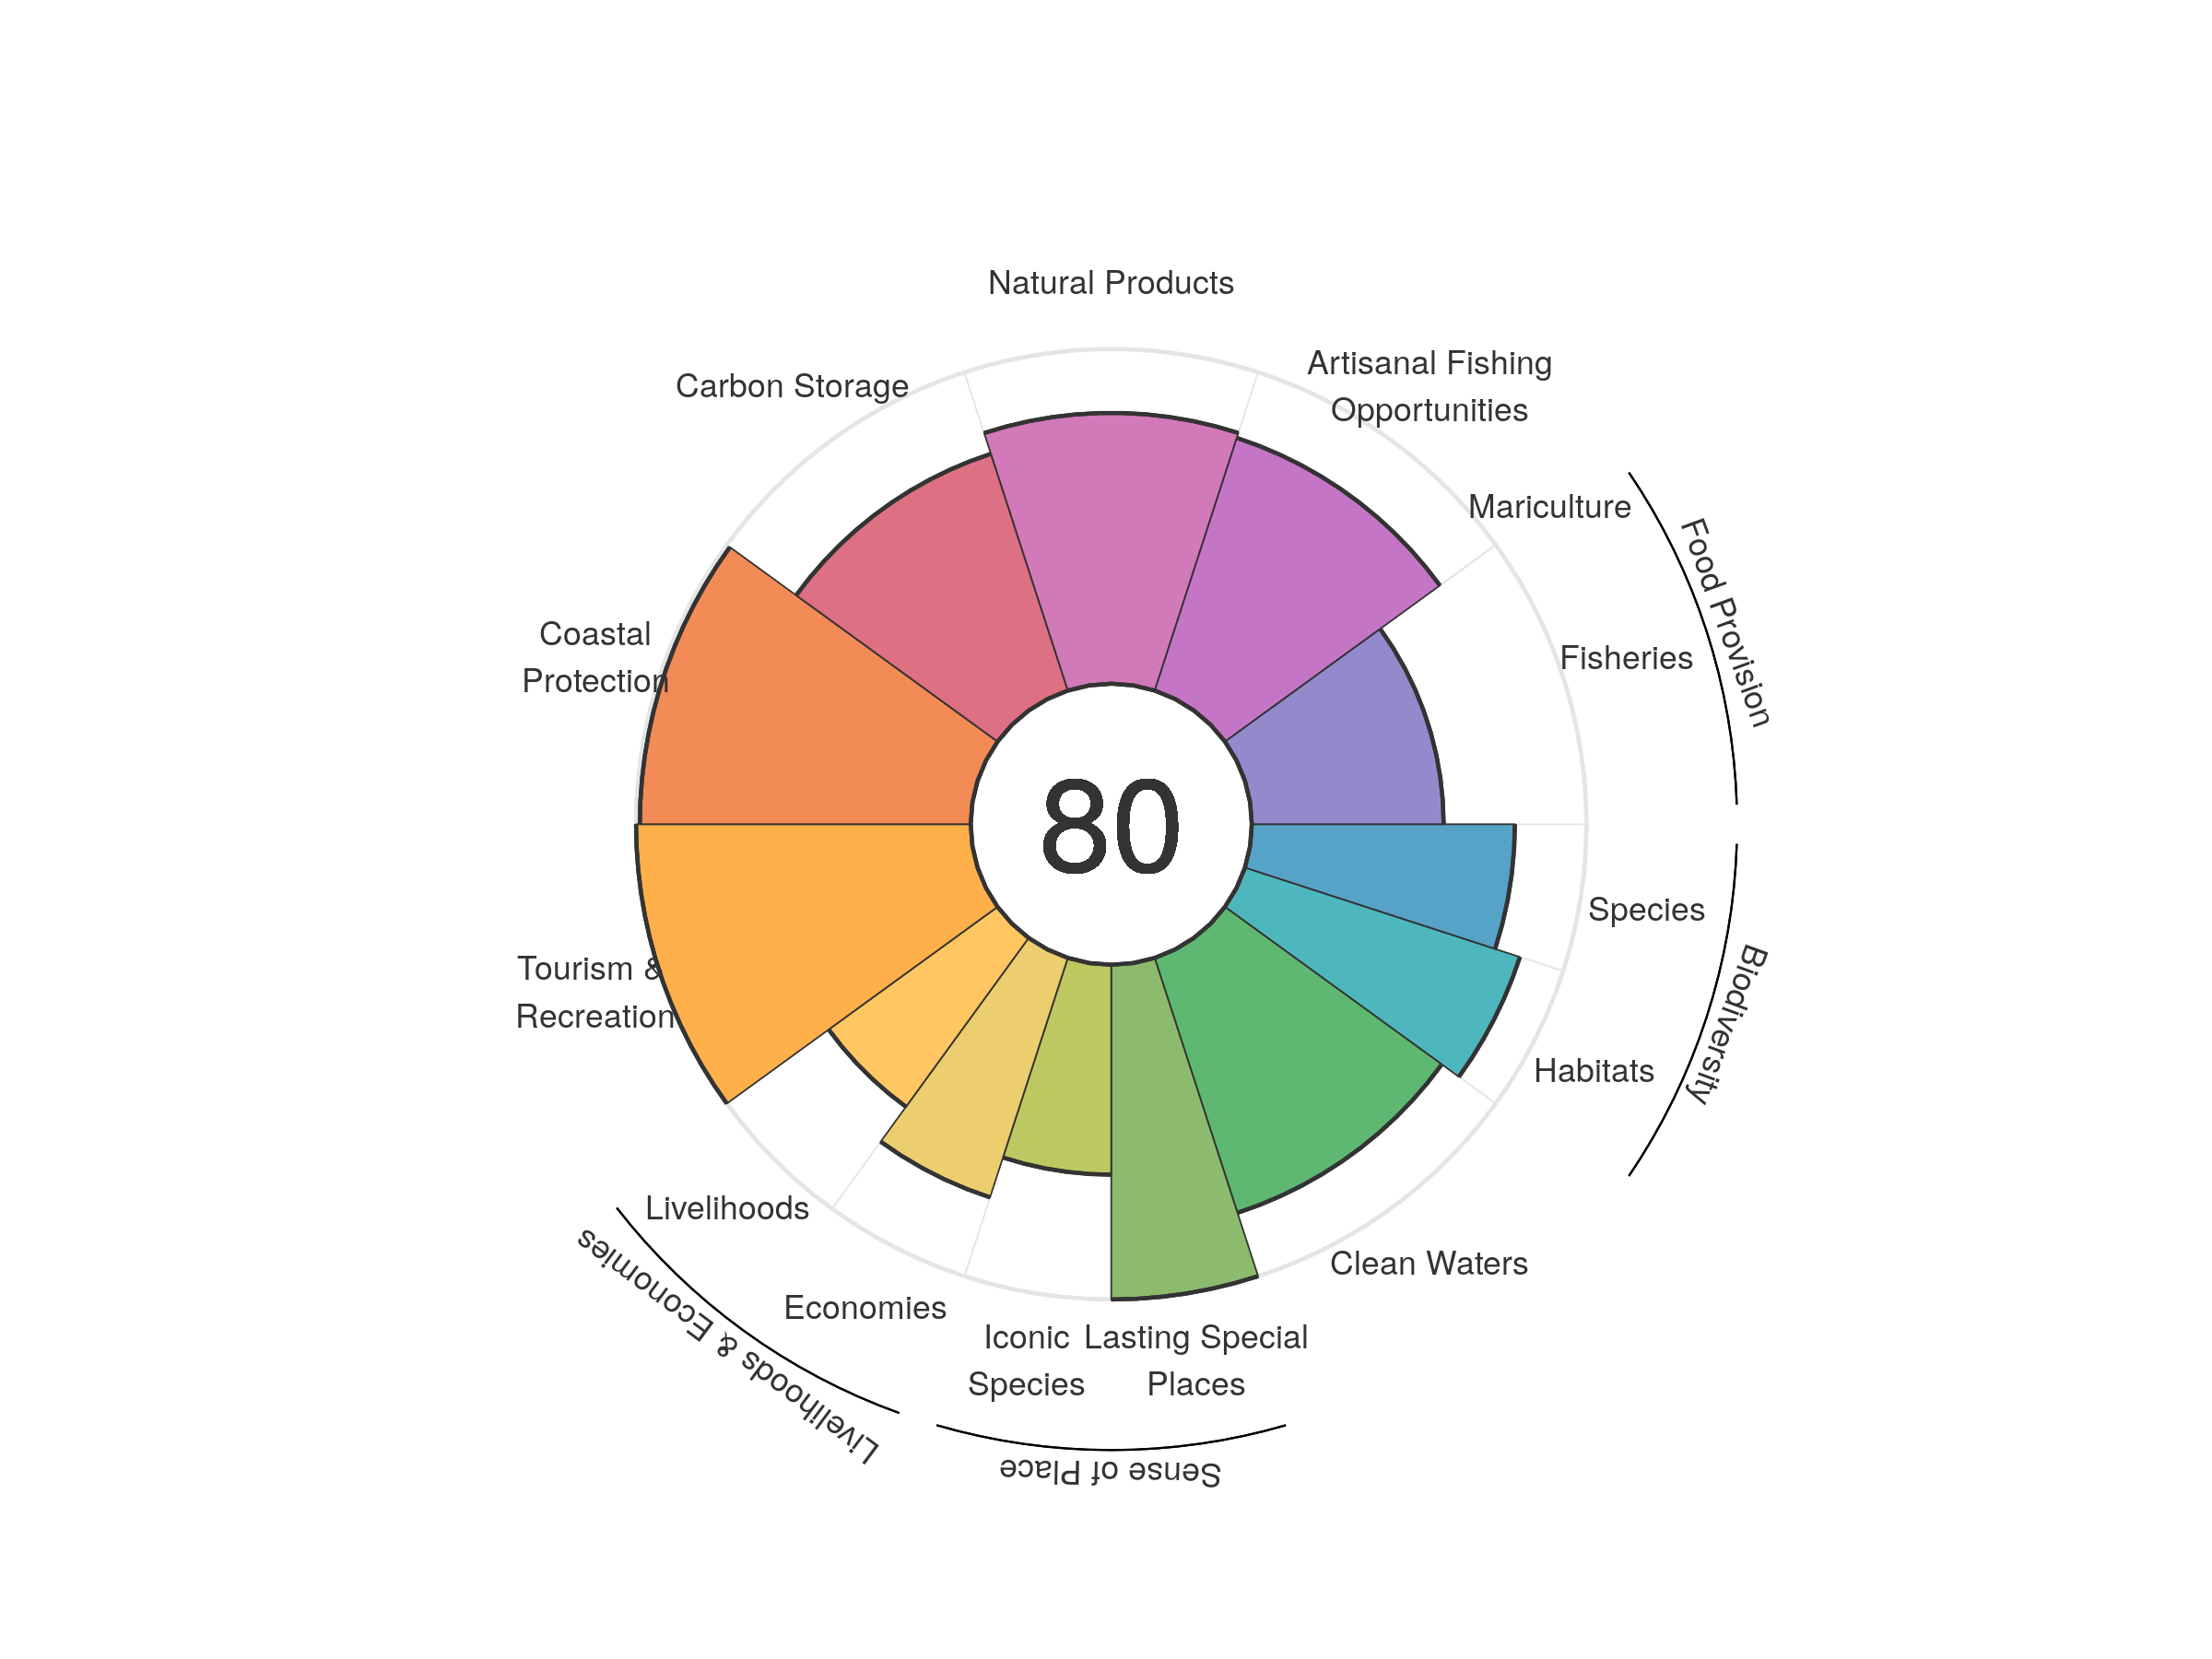 Natural Products
Artisanal Fishing
Opportunities
Carbon Storage
Mariculture
Food Provision
Fisheries
Coastal
Protection
80
Species
Biodiversity
Tourism &
Recreation
Habitats
Livelihoods
Clean Waters
Livelihoods & Economies
Economies
Iconic
Species
Lasting Special
Places
Sense of Place